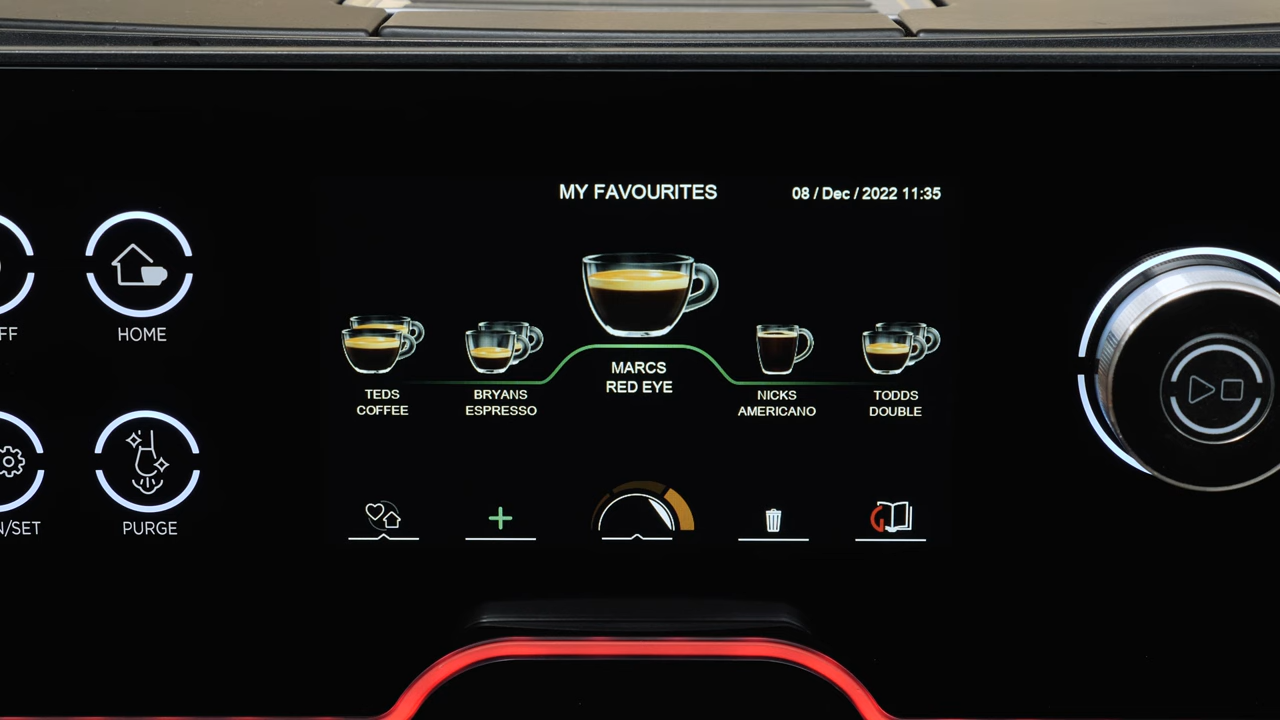 MY FAVOURITES
08 / Dec / 2022 11:35
HOME
TEDS
COFFEE
BRYANS
ESPRESSO
MARCS
RED EYE
NICKS
AMERICANO
TODDS
DOUBLE
N/SET
PURGE